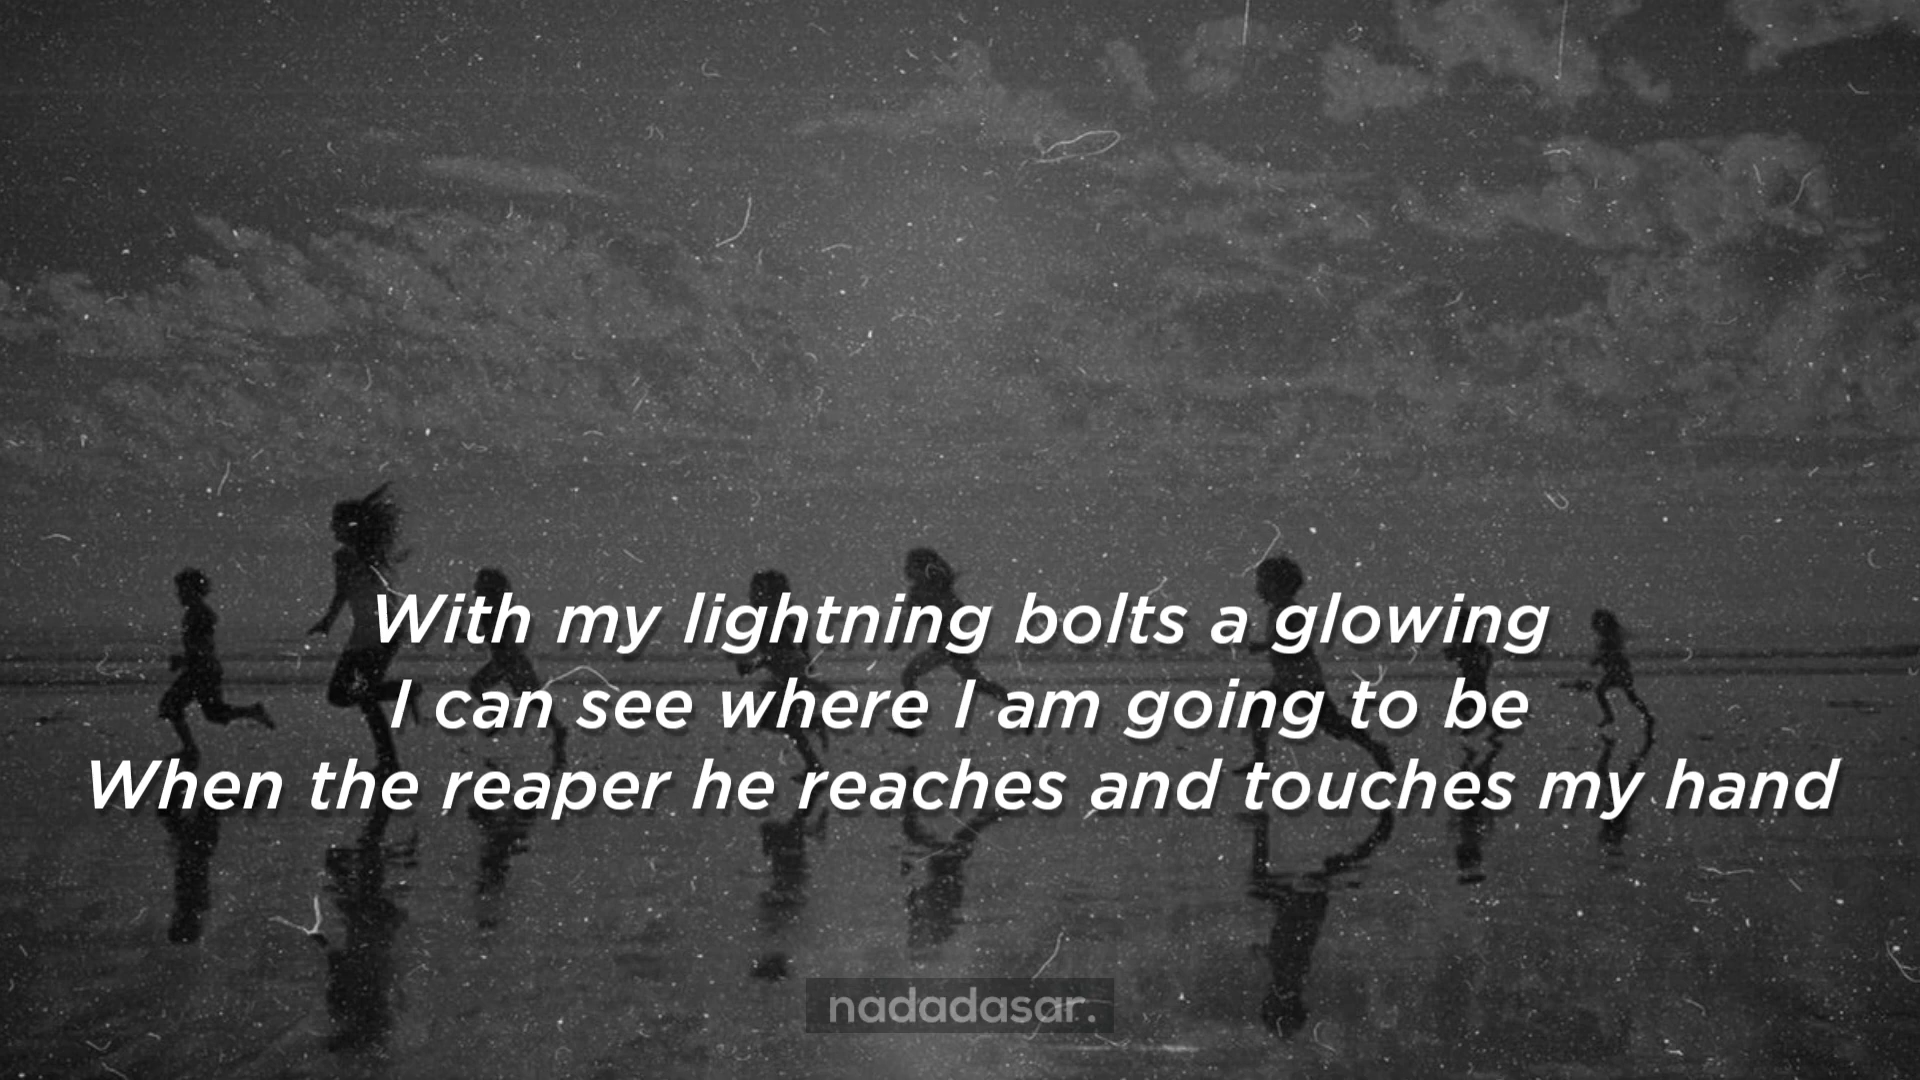 With my lightning bolts a glowing
I can see where I am going to be
When the reaper he reaches and touches my hand
nadadasar.